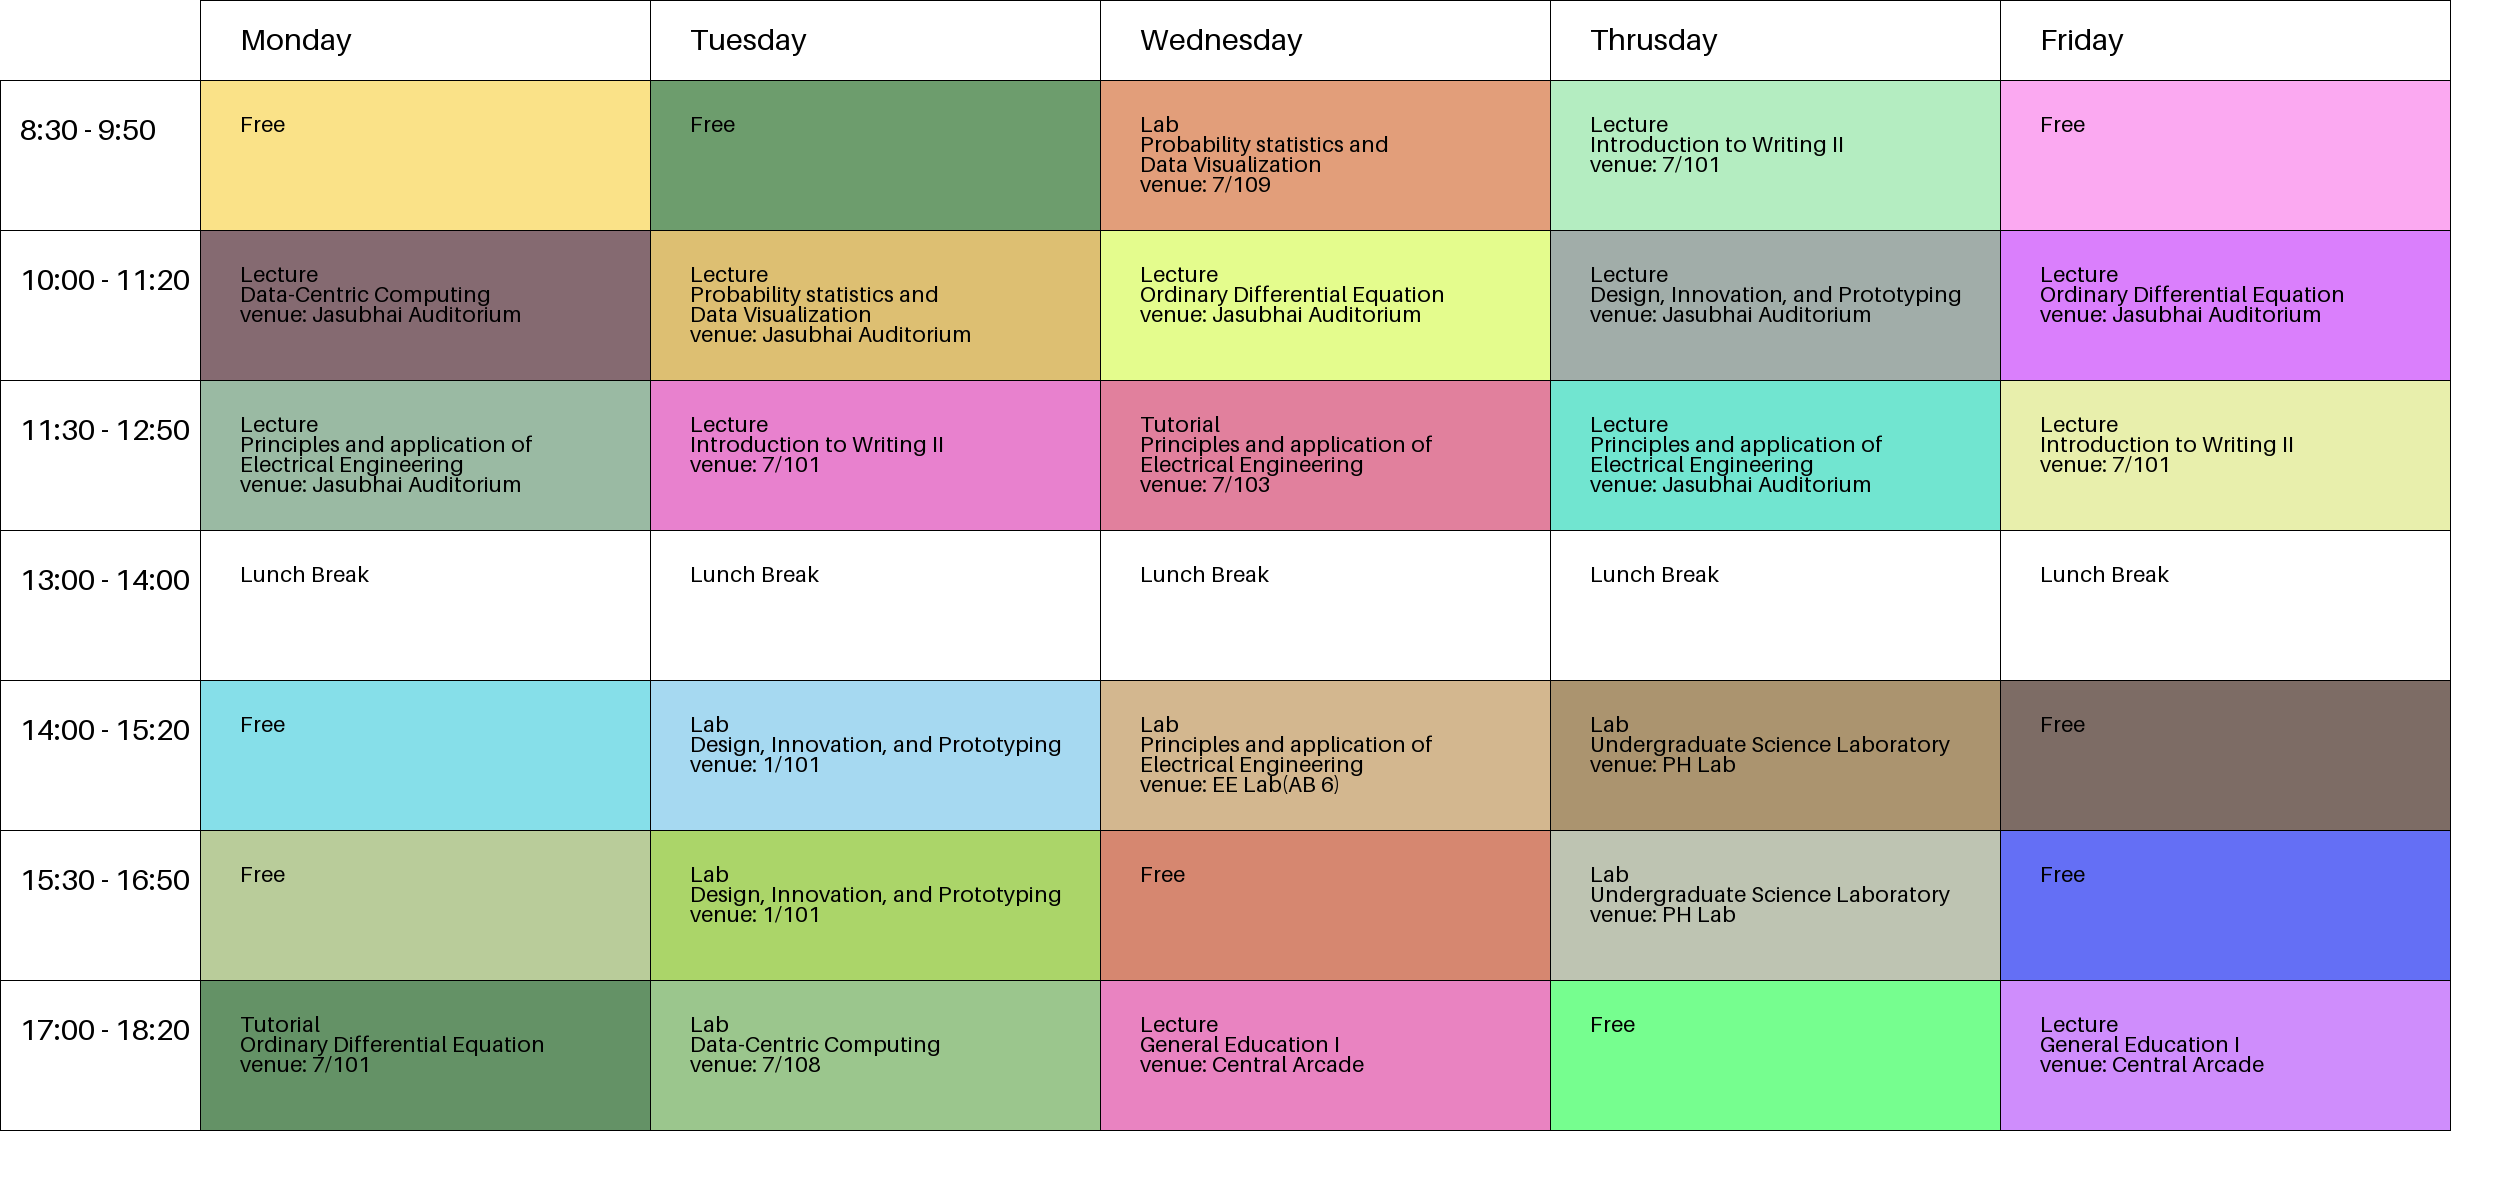 Monday
Tuesday
Wednesday
Thrusday
Friday
8:30 - 9:50
Free
Free
Lab
Probability statistics and
Data Visualization
venue: 7/109
Lecture
Introduction to Writing II
venue: 7/101
Free
10:00 - 11:20
Lecture
Data-Centric Computing
venue: Jasubhai Auditorium
Lecture
Probability statistics and
Data Visualization
venue: Jasubhai Auditorium
Lecture
Ordinary Differential Equation
venue: Jasubhai Auditorium
Lecture
Design, Innovation, and Prototyping
venue: Jasubhai Auditorium
Lecture
Ordinary Differential Equation
venue: Jasubhai Auditorium
11:30 - 12:50
Lecture
Principles and application of
Electrical Engineering
venue: Jasubhai Auditorium
Lecture
Introduction to Writing II
venue: 7/101
Tutorial
Principles and application of
Electrical Engineering
venue: 7/103
Lecture
Principles and application of
Electrical Engineering
venue: Jasubhai Auditorium
Lecture
Introduction to Writing II
venue: 7/101
13:00 - 14:00
Lunch Break
Lunch Break
Lunch Break
Lunch Break
Lunch Break
14:00 - 15:20
Free
Lab
Design, Innovation, and Prototyping
venue: 1/101
Lab
Principles and application of
Electrical Engineering
venue: EE Lab(AB 6)
Lab
Undergraduate Science Laboratory
venue: PH Lab
Free
15:30 - 16:50
Free
Lab
Design, Innovation, and Prototyping
venue: 1/101
Free
Lab
Undergraduate Science Laboratory
venue: PH Lab
Free
17:00 - 18:20
Tutorial
Ordinary Differential Equation
venue: 7/101
Lab
Data-Centric Computing
venue: 7/108
Lecture
General Education I
venue: Central Arcade
Free
Lecture
General Education I
venue: Central Arcade